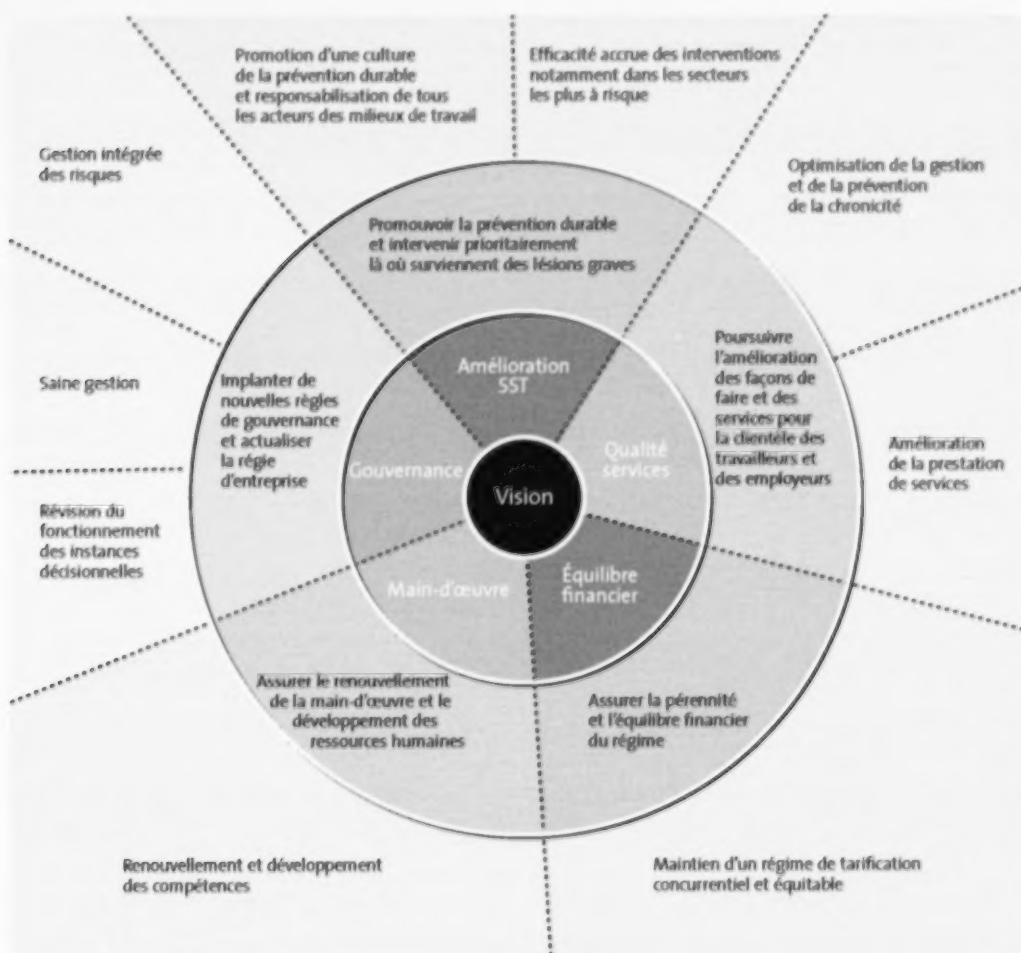 Promotion d'une culture
de la prévention durable
et responsabilisation de tous
les acteurs des milieux de travail
Efficacité accrue des interventions
notamment dans les secteurs
les plus à risque
Gestion intégrée
des risques
Optimisation de la gestion
et de la prévention
de la chronicité
Promouvoir la prévention durable
et intervenir prioritairement
là où surviennent des lésions graves
Saine gestion
Implanter de
nouvelles règles
de gouvernance
et actualiser
la régie
d'entreprise
Amélioration
SST
Poursuivre
l'amélioration
des façons de
faire et des
services pour
la clientèle des
travailleurs et
des employeurs
Gouvernance
Vision
Qualité
services
Amélioration
de la prestation
de services
Révision du
fonctionnement
des instances
décisionnelles
Main-d'œuvre
Équilibre
financier
Assurer le renouvellement
de la main-d'œuvre et le
développement des
ressources humaines
Assurer la pérennité
et l'équilibre financier
du régime
Renouvellement et développement
des compétences
Maintien d'un régime de tarification
concurrentiel et équitable